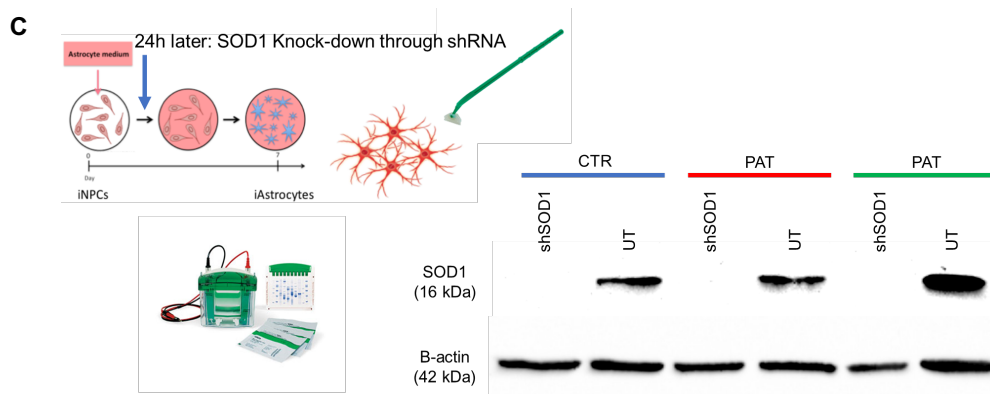 C
24h later: SOD1 Knock-down through shRNA
Astrocyte medium
0
7
Day
iNPCs
iAstrocytes
CTR
PAT
PAT
shSOD1
UT
shSOD1
UT
shSOD1
UT
SOD1
(16 kDa)
B-actin
(42 kDa)